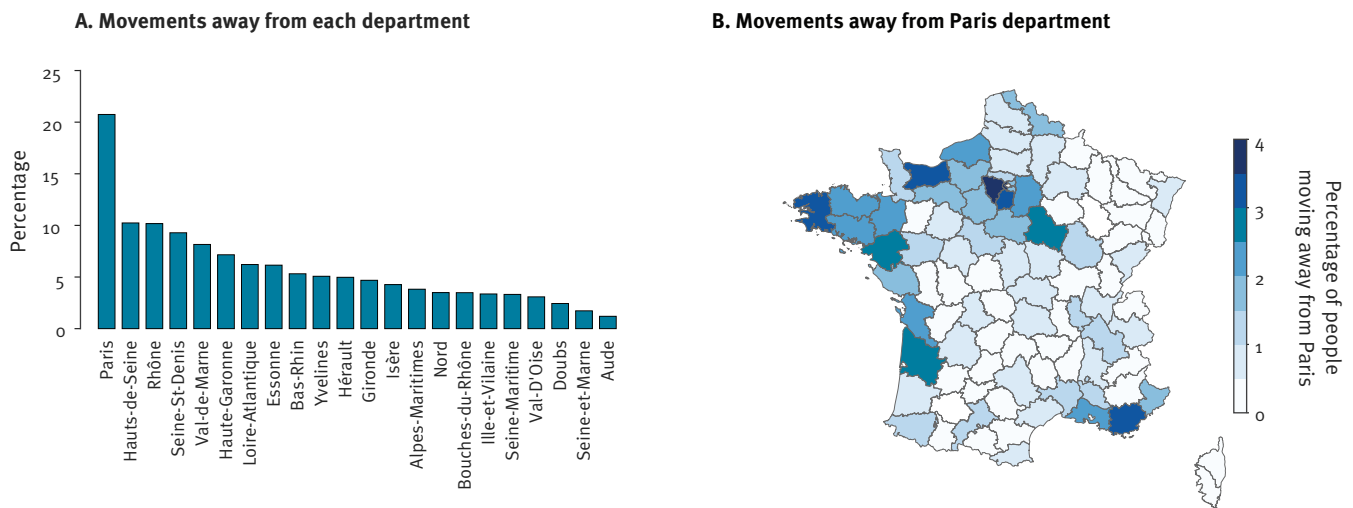 A. Movements away from each department
Percentage
25
20
15
10
5
0
Paris
Hauts-de-Seine
Rhône
Seine-St-Denis
Val-de-Marne
Haute-Garonne
Loire-Atlantique
Essonne
Bas-Rhin
Yvelines
Hérault
Gironde
Isère
Alpes-Maritimes
Nord
Bouches-du-Rhône
Ille-et-Vilaine
Seine-Maritime
Val-D'Oise
Doubs
Seine-et-Marne
Aude
B. Movements away from Paris department
4
3
2
1
0
Percentage of people
moving away from Paris